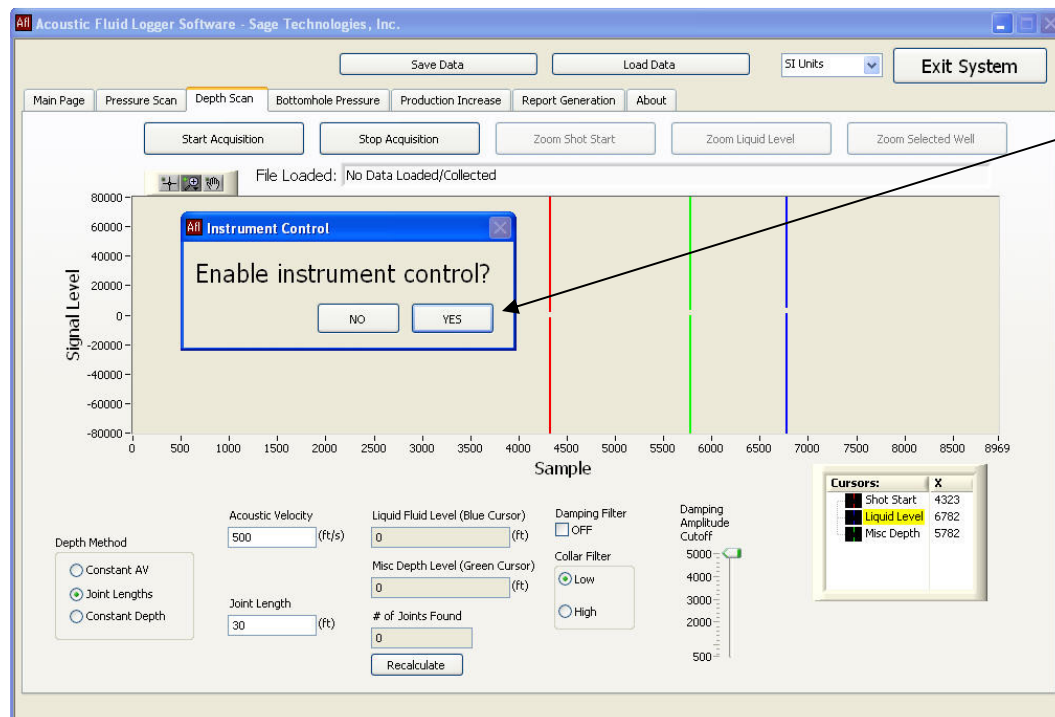 Afl Acoustic Fluid Logger Software - Sage Technologies, Inc.
Save Data Load Data SI Units Exit System
Main Page Pressure Scan Depth Scan Bottomhole Pressure Production Increase Report Generation About
Start Acquisition Stop Acquisition Zoom Shot Start Zoom Liquid Level Zoom Selected Well
File Loaded: No Data Loaded/Collected
Afl Instrument Control
Enable instrument control?
NO YES
Signal Level
80000
60000
40000
20000
0
-20000
-40000
-60000
-80000
0 500 1000 1500 2000 2500 3000 3500 4000 4500 5000 5500 6000 6500 7000 7500 8000 8500 8969
Sample
Cursors: X
Shot Start 4323
Liquid Level 6782
Misc Depth 5782
Depth Method
Constant AV
Joint Lengths
Constant Depth
Acoustic Velocity
500 (ft/s)
Joint Length
30 (ft)
Liquid Fluid Level (Blue Cursor)
0 (ft)
Misc Depth Level (Green Cursor)
0 (ft)
# of Joints Found
0
Recalculate
Damping Filter
OFF
Collar Filter
Low
High
Damping
Amplitude
Cutoff
5000
4000
3000
2000
500